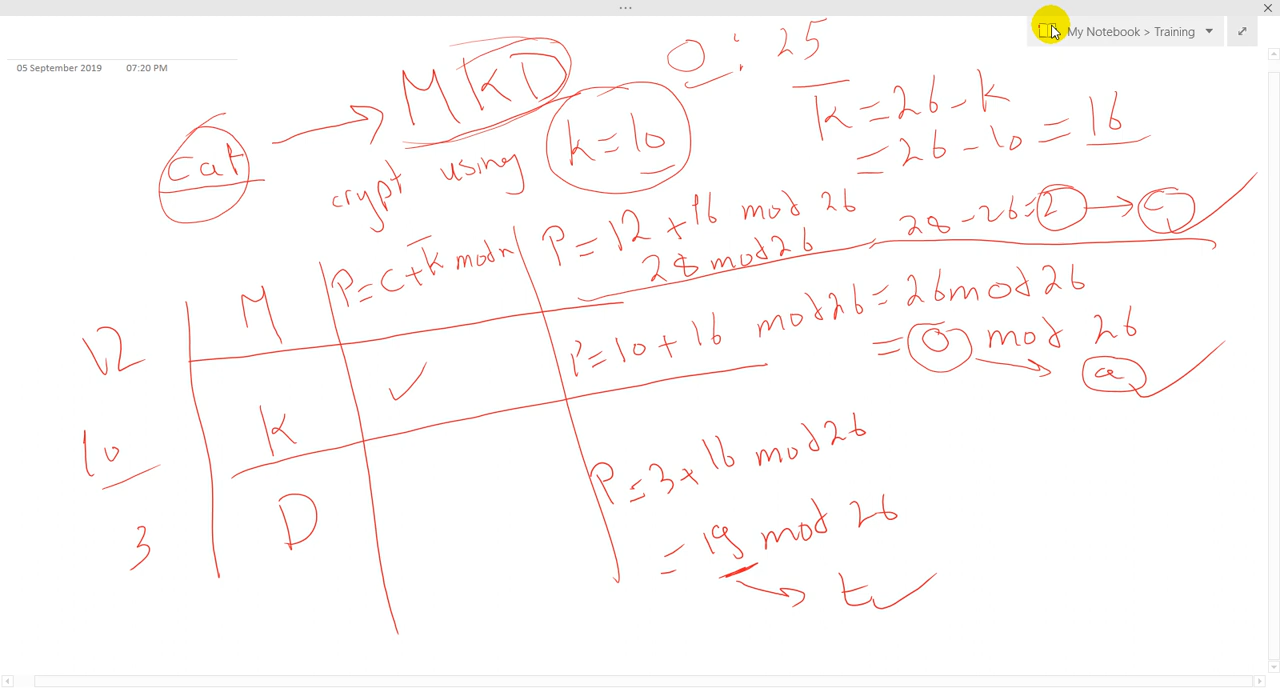 My Notebook > Training
05 September 2019 07:20 PM
cat → MKD
0 : 25
crypt using k=10
k̄ = 26 - k
= 26 - 10 = 16
P = C + k̄ mod n
P = 12 + 16 mod 26
28 mod 26
28 - 26 = 2 → c
12 M
P = 10 + 16 mod 26 = 26 mod 26
= 0 mod 26
→ a
10 K ✓
P = 3 + 16 mod 26
3 D
= 19 mod 26
→ t